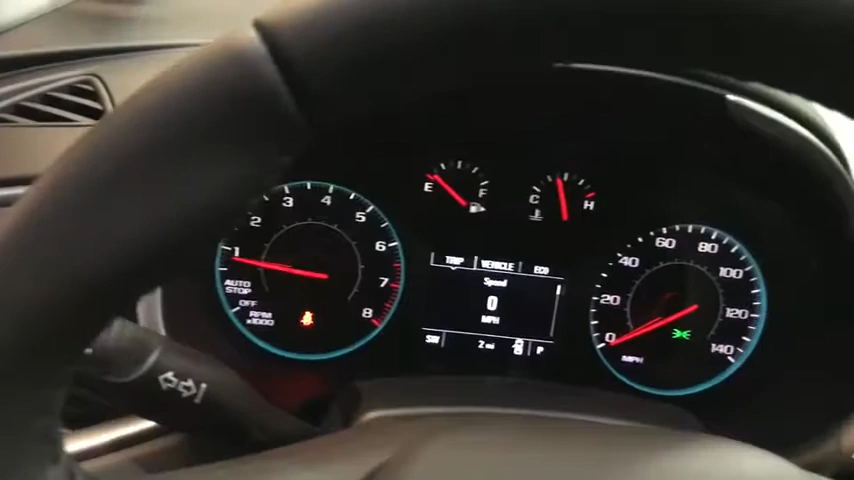 E F
C H
1 2 3 4 5 6 7 8
AUTO
STOP
OFF
RPM
x1000
TRIP VEHICLE ECO
Speed
0
MPH
SW 2 mi P
0 20 40 60 80 100 120 140
MPH